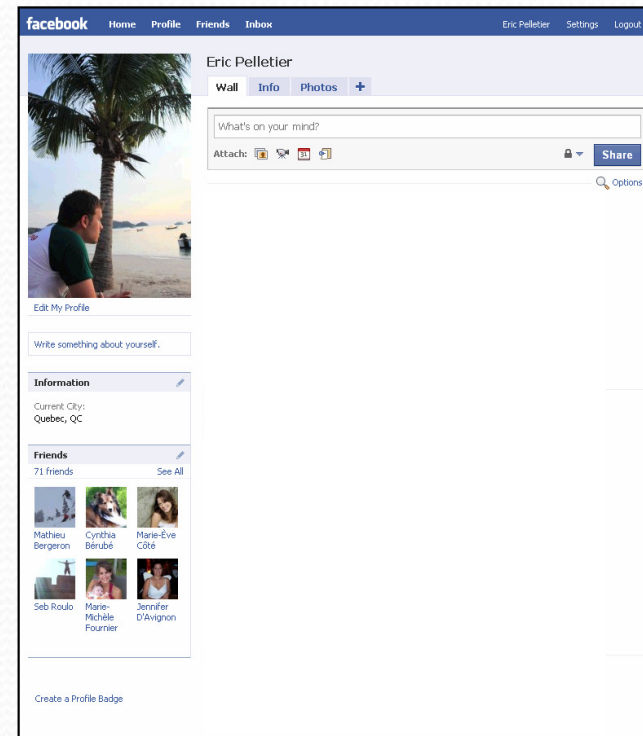 facebook Home Profile Friends Inbox Eric Pelletier Settings Logout
Eric Pelletier
Wall Info Photos +
What's on your mind?
Attach: 31 Share
Options
Edit My Profile
Write something about yourself.
Information
Current City:
Quebec, QC
Friends
71 friends See All
Mathieu Bergeron
Cynthia Bérubé
Marie-Ève Côté
Seb Roulo
Marie-Michèle Fournier
Jennifer D'Avignon
Create a Profile Badge